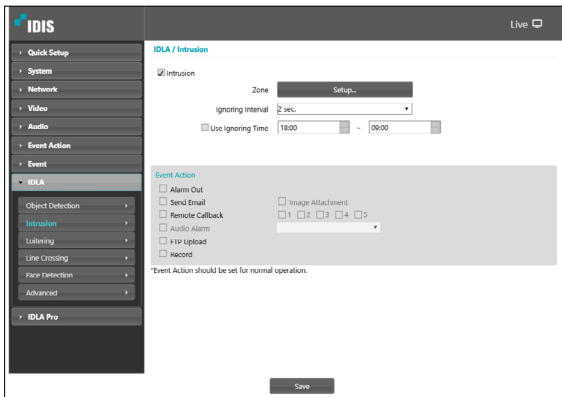 IDIS
Live
Quick Setup
System
Network
Video
Audio
Event Action
Event
IDLA
Object Detection
Intrusion
Loitering
Line Crossing
Face Detection
Advanced
IDLA Pro
IDLA / Intrusion
Intrusion
Zone Setup...
Ignoring Interval 2 sec.
Use Ignoring Time 18:00 ~ 09:00
Event Action
Alarm Out
Send Email Image Attachment
Remote Callback 1 2 3 4 5
Audio Alarm
FTP Upload
Record
*Event Action should be set for normal operation.
Save